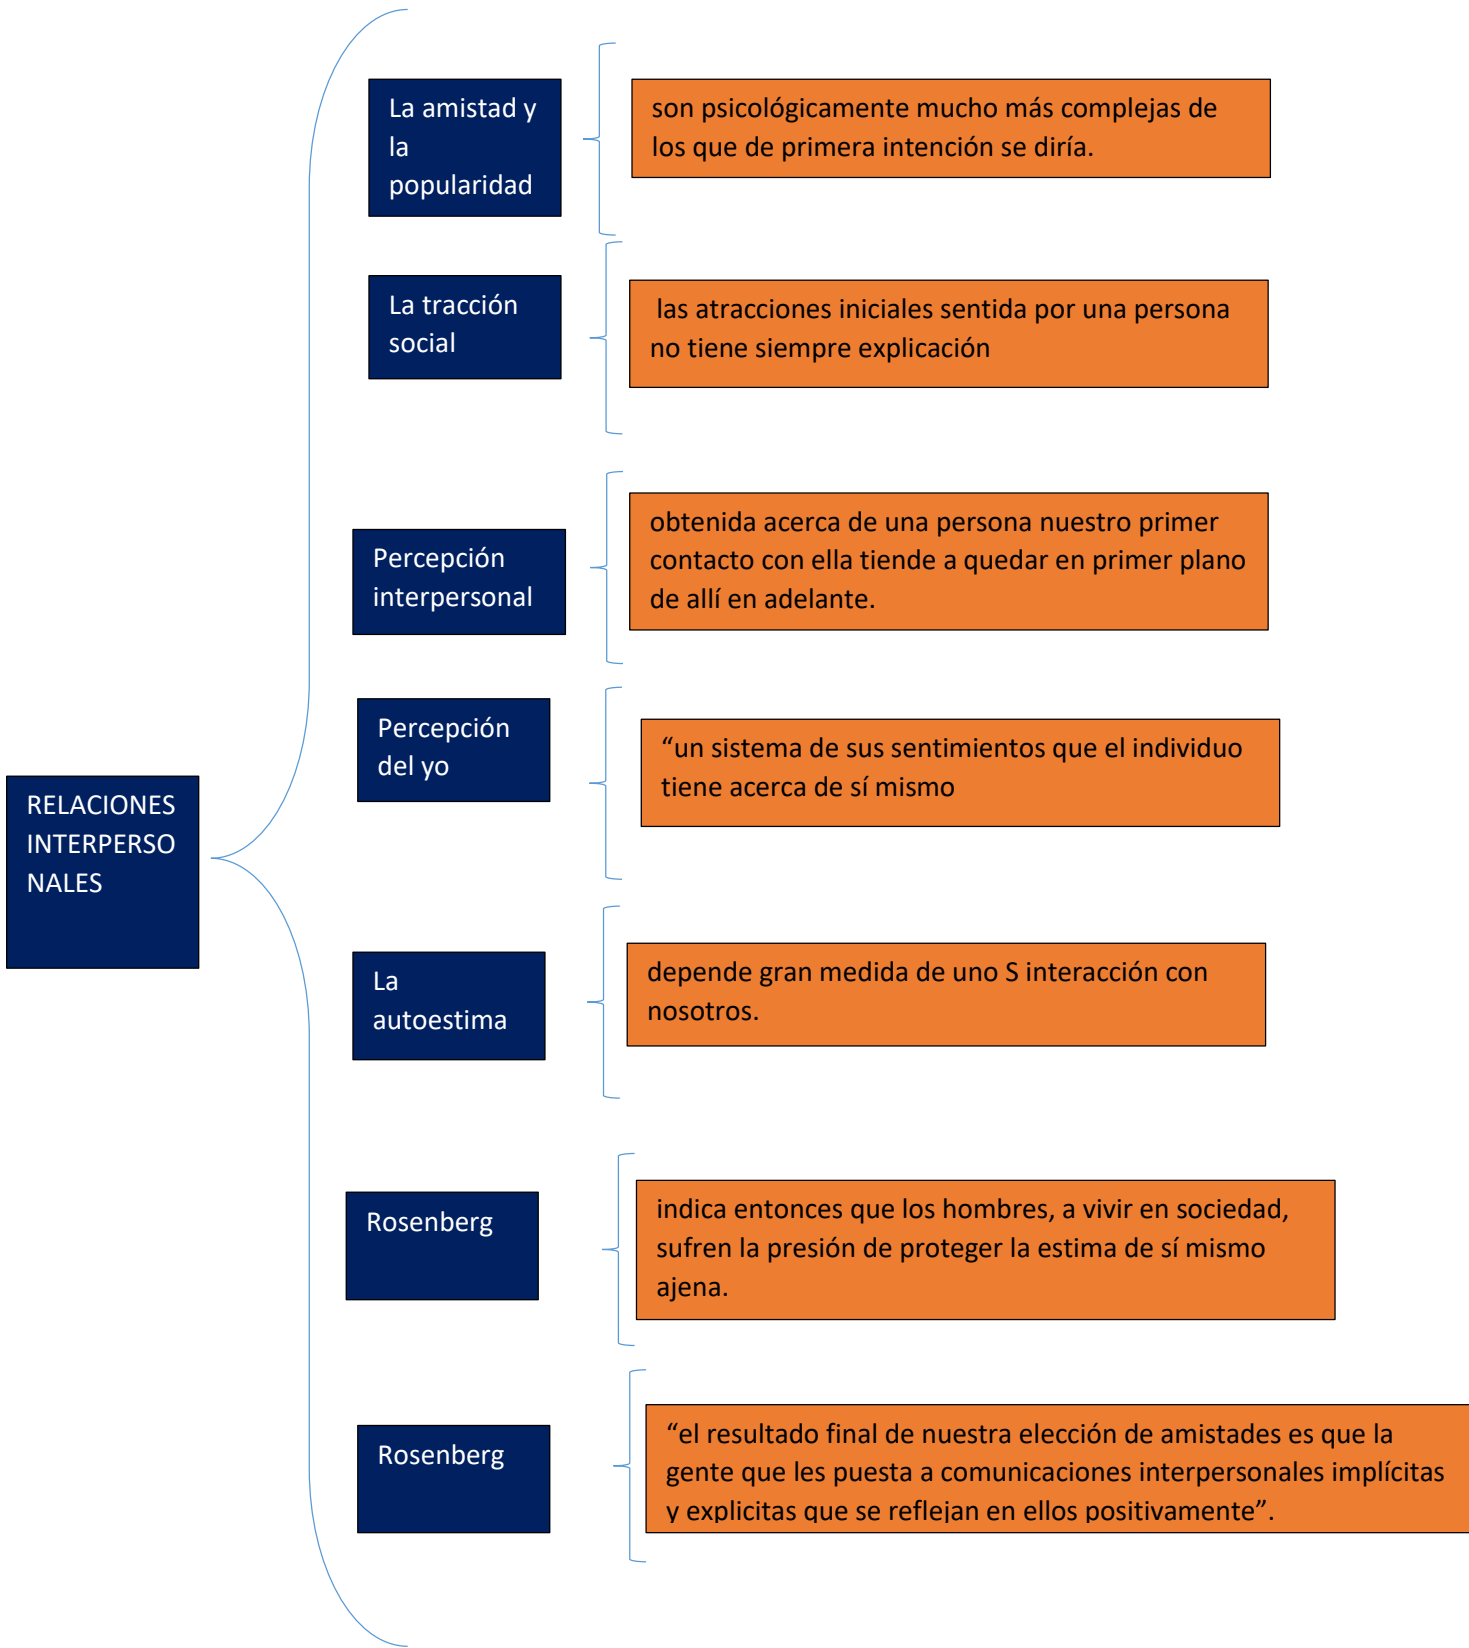 La amistad y
la
popularidad
son psicológicamente mucho más complejas de
los que de primera intención se diría.
La tracción
social
las atracciones iniciales sentida por una persona
no tiene siempre explicación
Percepción
interpersonal
obtenida acerca de una persona nuestro primer
contacto con ella tiende a quedar en primer plano
de allí en adelante.
Percepción
del yo
“un sistema de sus sentimientos que el individuo
tiene acerca de sí mismo
RELACIONES
INTERPERSO
NALES
La
autoestima
depende gran medida de uno S interacción con
nosotros.
Rosenberg
indica entonces que los hombres, a vivir en sociedad,
sufren la presión de proteger la estima de sí mismo
ajena.
Rosenberg
“el resultado final de nuestra elección de amistades es que la
gente que les puesta a comunicaciones interpersonales implícitas
y explicitas que se reflejan en ellos positivamente”.